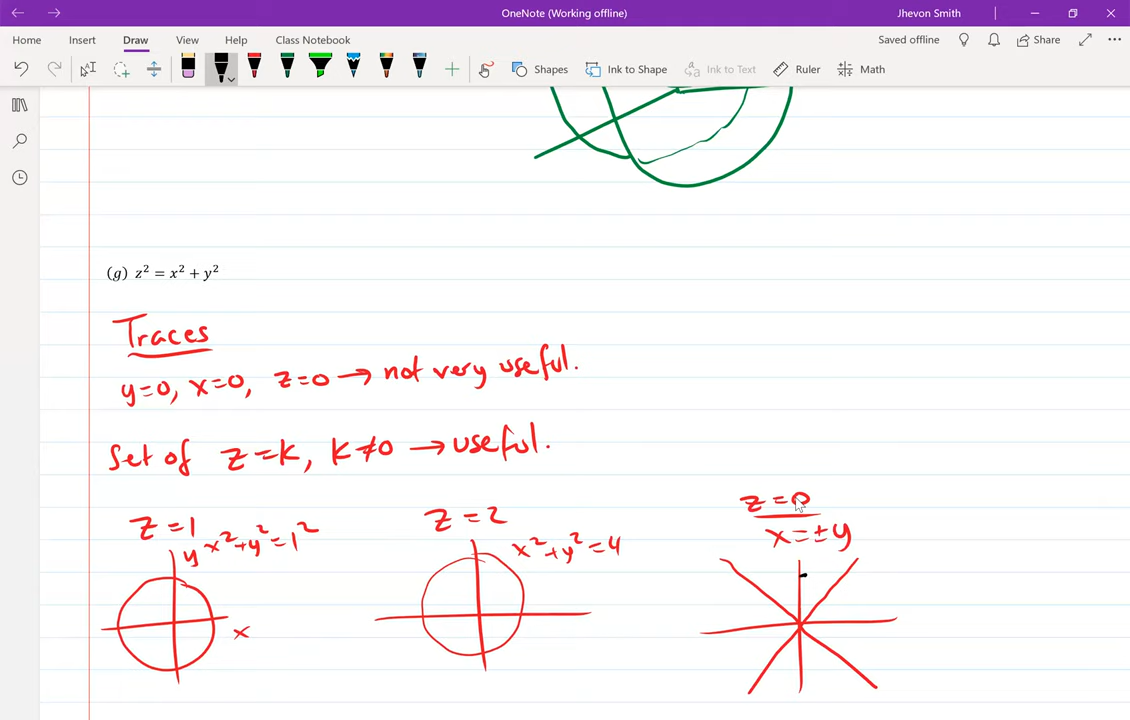 OneNote (Working offline)
Jhevon Smith
Home Insert Draw View Help Class Notebook
Saved offline
Share
Shapes
Ink to Shape
Ink to Text
Ruler
Math
(g) z² = x² + y²
Traces
y=0, x=0, z=0 → not very useful.
Set of z=k, k≠0 → useful.
z=1
x²+y²=1²
y
x
z=2
x²+y²=4
z=0
x=±y